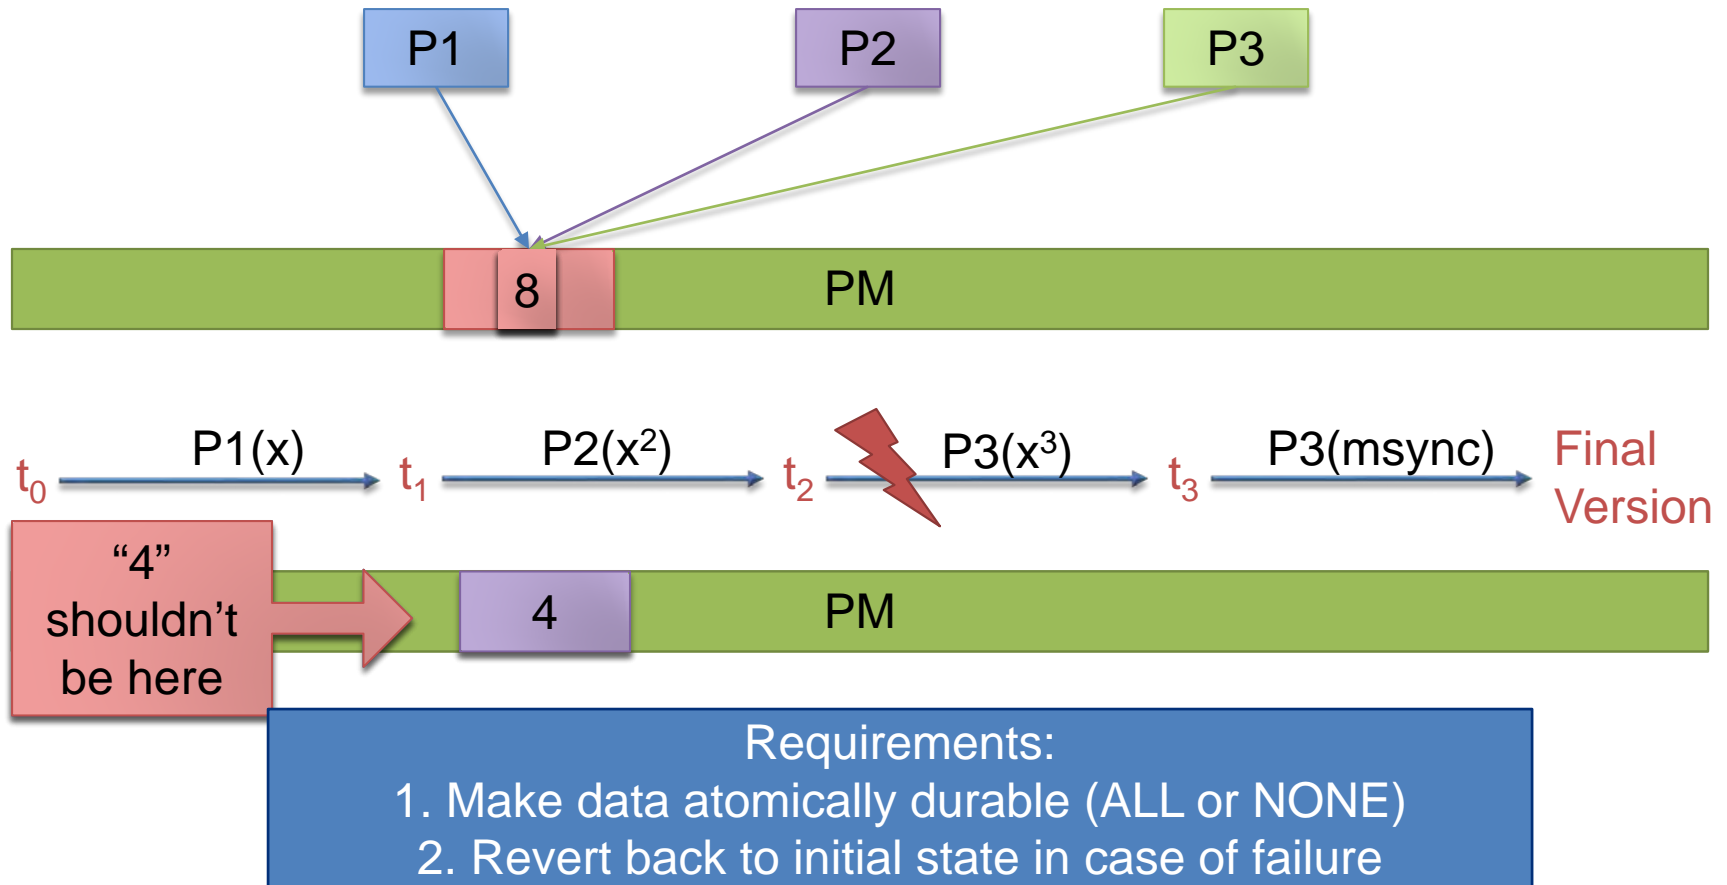 P1
P2
P3
8
PM
t₀
P1(x)
t₁
P2(x²)
t₂
P3(x³)
t₃
P3(msync)
Final
Version
“4”
shouldn’t
be here
4
PM
Requirements:
1. Make data atomically durable (ALL or NONE)
2. Revert back to initial state in case of failure